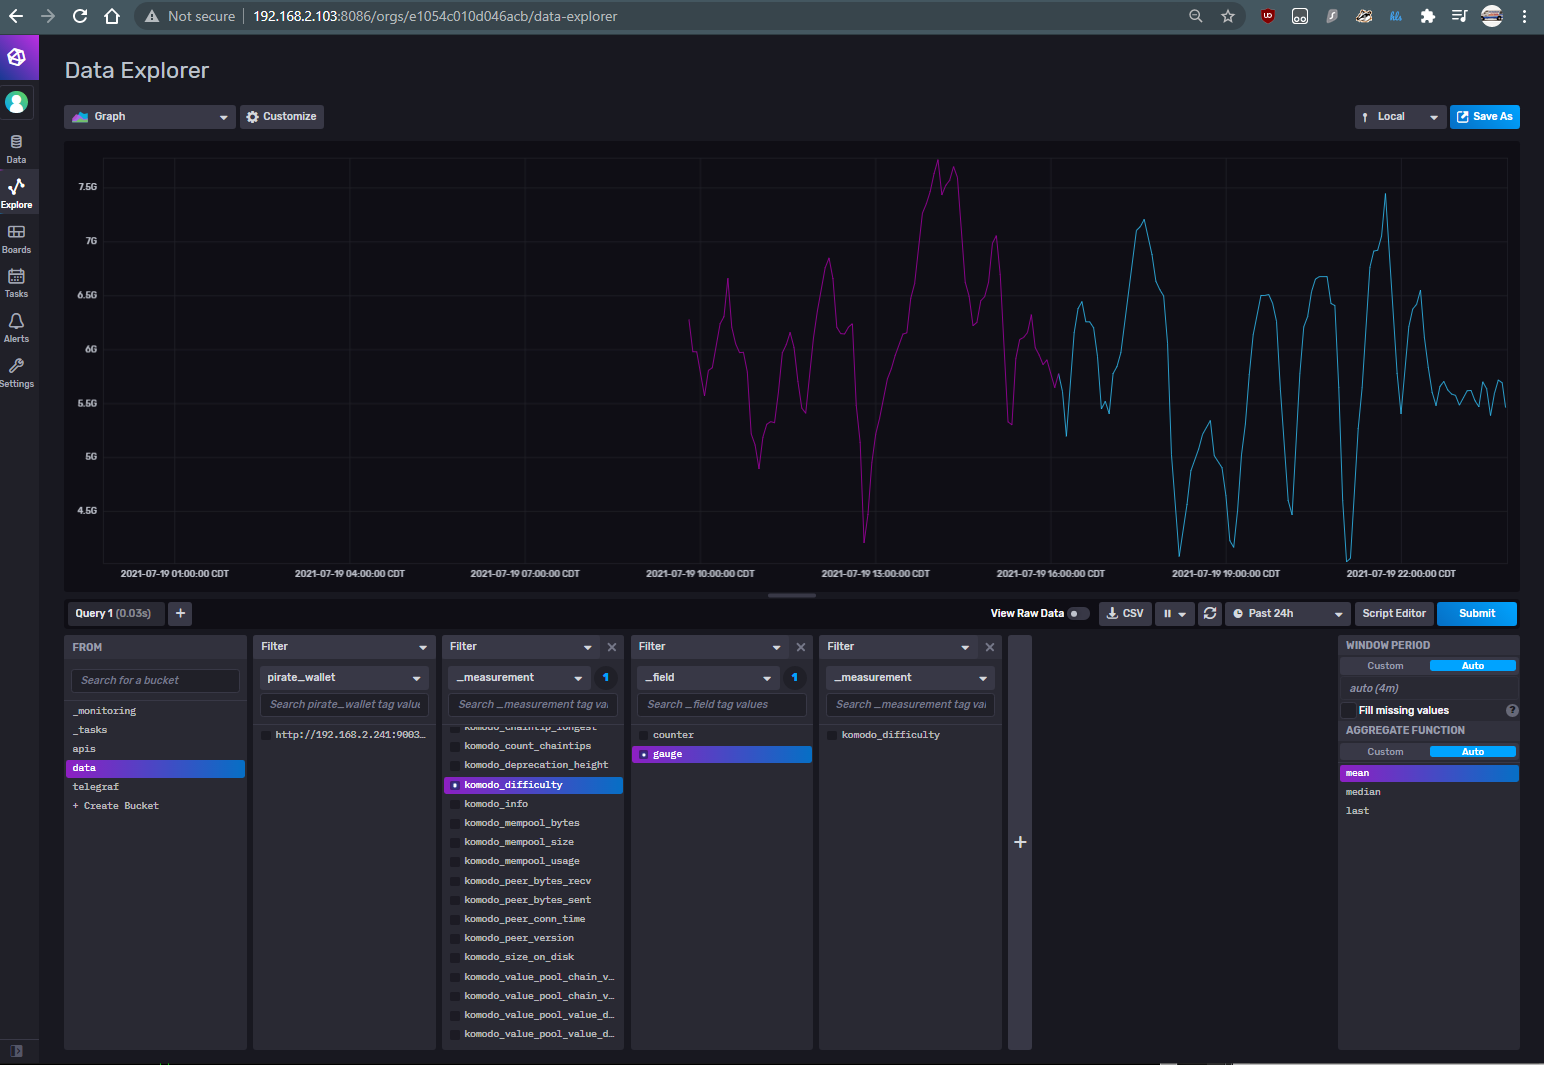 Not secure
192.168.2.103:8086/orgs/e1054c010d046acb/data-explorer
Data Explorer
Graph
Customize
Local
Save As
Data
Explore
Boards
Tasks
Alerts
Settings
7.5G
7G
6.5G
6G
5.5G
5G
4.5G
2021-07-19 01:00:00 CDT
2021-07-19 04:00:00 CDT
2021-07-19 07:00:00 CDT
2021-07-19 10:00:00 CDT
2021-07-19 13:00:00 CDT
2021-07-19 16:00:00 CDT
2021-07-19 19:00:00 CDT
2021-07-19 22:00:00 CDT
Query 1 (0.03s)
+
View Raw Data
CSV
Past 24h
Script Editor
Submit
FROM
Search for a bucket
_monitoring
_tasks
apis
data
telegraf
+ Create Bucket
Filter
pirate_wallet
Search pirate_wallet tag value
http://192.168.2.241:9003...
Filter
_measurement
1
Search _measurement tag val
komodo_chaintip_longest
komodo_count_chaintips
komodo_deprecation_height
komodo_difficulty
komodo_info
komodo_mempool_bytes
komodo_mempool_size
komodo_mempool_usage
komodo_peer_bytes_recv
komodo_peer_bytes_sent
komodo_peer_conn_time
komodo_peer_version
komodo_size_on_disk
komodo_value_pool_chain_v...
komodo_value_pool_chain_v...
komodo_value_pool_value_d...
komodo_value_pool_value_d...
Filter
_field
1
Search _field tag values
counter
gauge
Filter
_measurement
Search _measurement tag val
komodo_difficulty
+
WINDOW PERIOD
Custom
Auto
auto (4m)
Fill missing values
?
AGGREGATE FUNCTION
Custom
Auto
mean
median
last